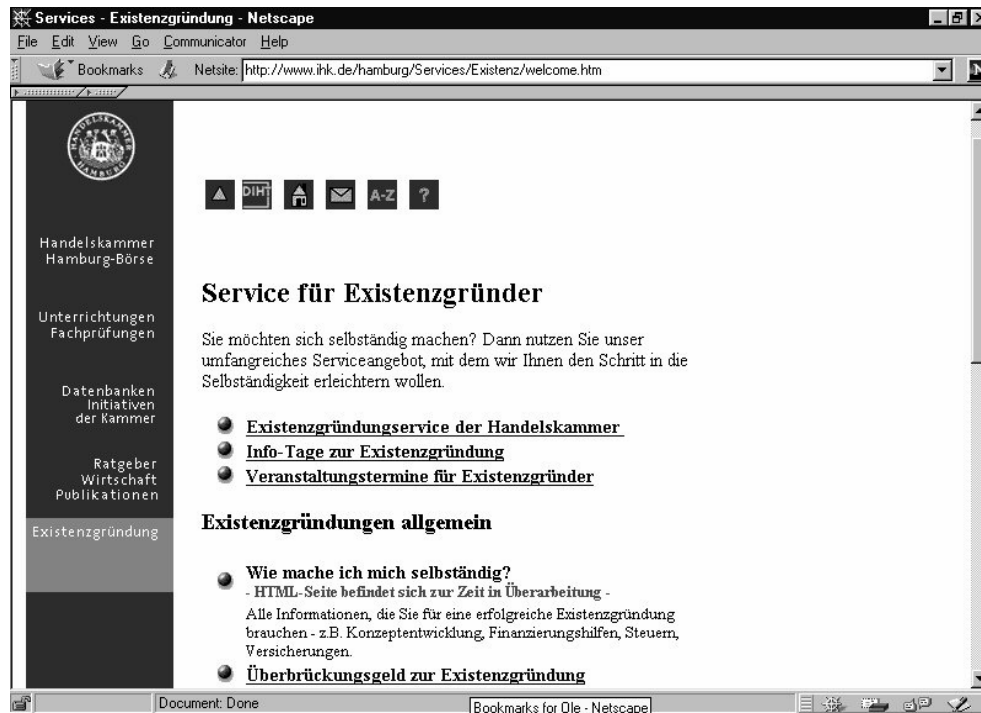 Services - Existenzgründung - Netscape
File Edit View Go Communicator Help
Bookmarks Netsite: http://www.ihk.de/hamburg/Services/Existenz/welcome.htm
HANDELSKAMMER HAMBURG
DIHT A-Z ?
Handelskammer
Hamburg-Börse
Unterrichtungen
Fachprüfungen
Datenbanken
Initiativen
der Kammer
Ratgeber
Wirtschaft
Publikationen
Existenzgründung
Service für Existenzgründer
Sie möchten sich selbständig machen? Dann nutzen Sie unser
umfangreiches Serviceangebot, mit dem wir Ihnen den Schritt in die
Selbständigkeit erleichtern wollen.
Existenzgründungservice der Handelskammer
Info-Tage zur Existenzgründung
Veranstaltungstermine für Existenzgründer
Existenzgründungen allgemein
Wie mache ich mich selbständig?
- HTML-Seite befindet sich zur Zeit in Überarbeitung -
Alle Informationen, die Sie für eine erfolgreiche Existenzgründung
brauchen - z.B. Konzeptentwicklung, Finanzierungshilfen, Steuern,
Versicherungen.
Überbrückungsgeld zur Existenzgründung
Document: Done
Bookmarks for Ole - Netscape